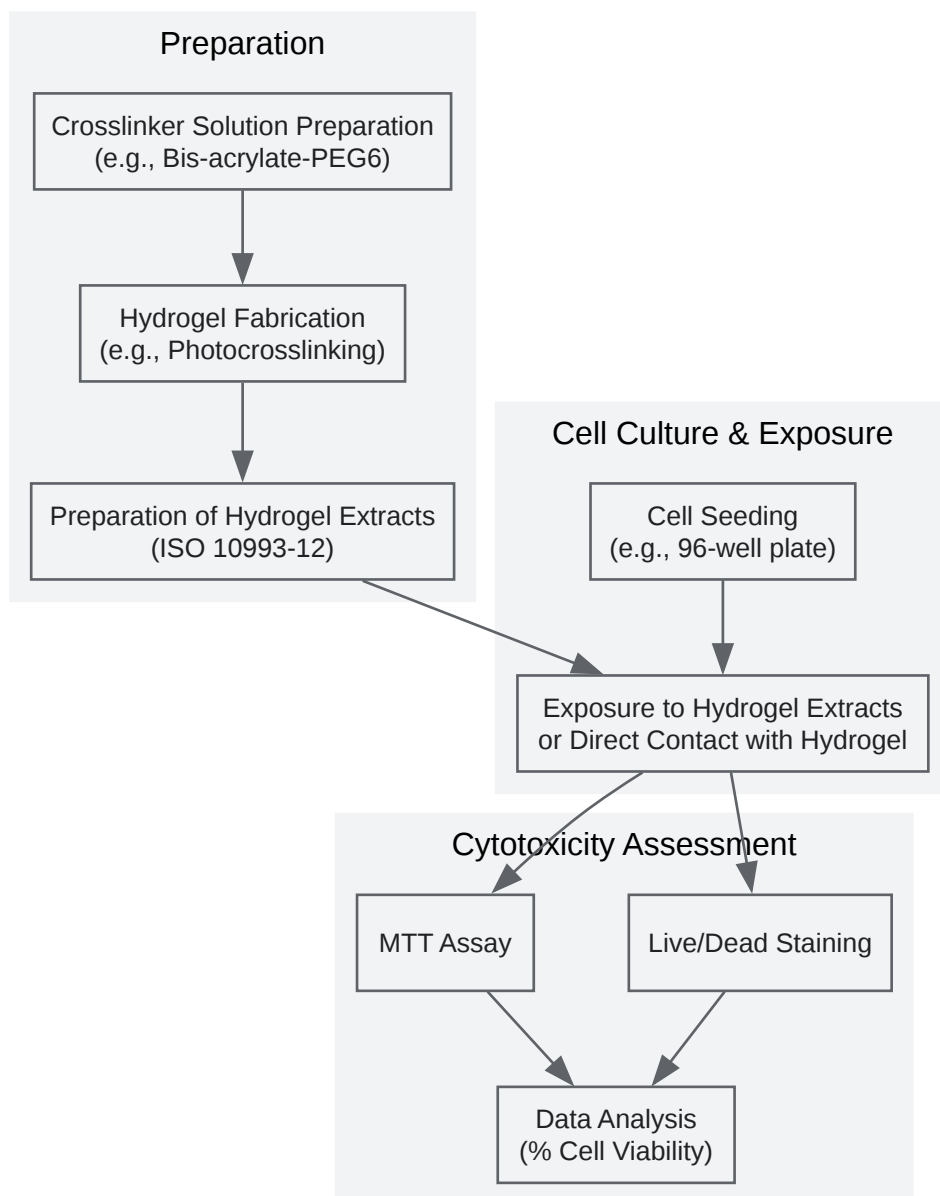 Preparation
Crosslinker Solution Preparation
(e.g., Bis-acrylate-PEG6)
Hydrogel Fabrication
(e.g., Photocrosslinking)
Preparation of Hydrogel Extracts
(ISO 10993-12)
Cell Culture & Exposure
Cell Seeding
(e.g., 96-well plate)
Exposure to Hydrogel Extracts
or Direct Contact with Hydrogel
Cytotoxicity Assessment
MTT Assay
Live/Dead Staining
Data Analysis
(% Cell Viability)